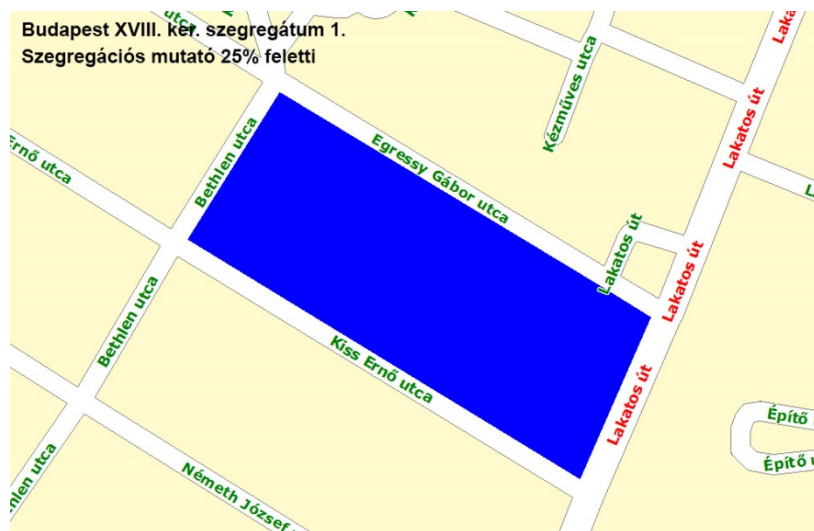 Budapest XVIII. ker. szegregátum 1.
Szegregációs mutató 25% feletti
Lakatos út
Kézműves utca
Ernő utca
Bethlen utca
Egressy Gábor utca
Lakatos út
Lakatos út
Lakatos út
Bethlen utca
Kiss Ernő utca
Lakatos út
Építő
Építő
utca
Németh József